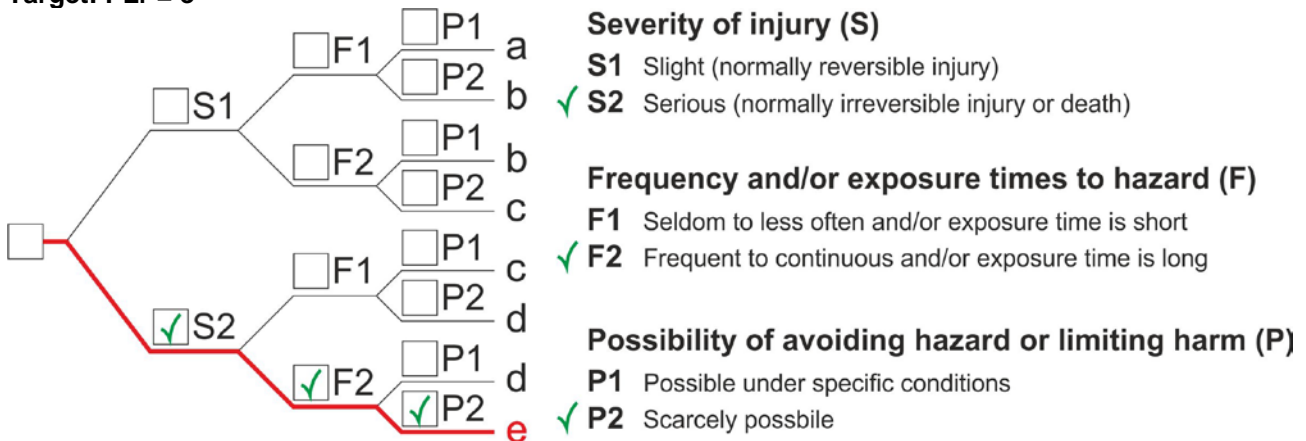 Target: PLr = e
P1
F1
a
P2
b
S1
P1
F2
b
P2
c
P1
F1
c
P2
d
S2
P1
F2
d
P2
e
Severity of injury (S)
S1 Slight (normally reversible injury)
S2 Serious (normally irreversible injury or death)
Frequency and/or exposure times to hazard (F)
F1 Seldom to less often and/or exposure time is short
F2 Frequent to continuous and/or exposure time is long
Possibility of avoiding hazard or limiting harm (P)
P1 Possible under specific conditions
P2 Scarcely possbile